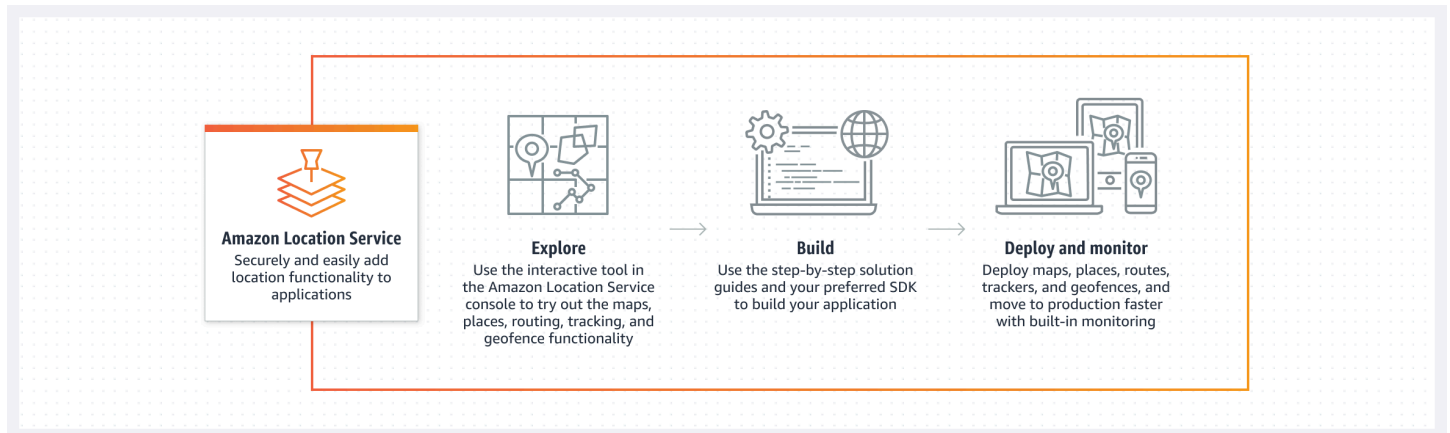 Amazon Location Service
Securely and easily add
location functionality to
applications
Explore
Use the interactive tool in
the Amazon Location Service
console to try out the maps,
places, routing, tracking, and
geofence functionality
Build
Use the step-by-step solution
guides and your preferred SDK
to build your application
Deploy and monitor
Deploy maps, places, routes,
trackers, and geofences, and
move to production faster
with built-in monitoring